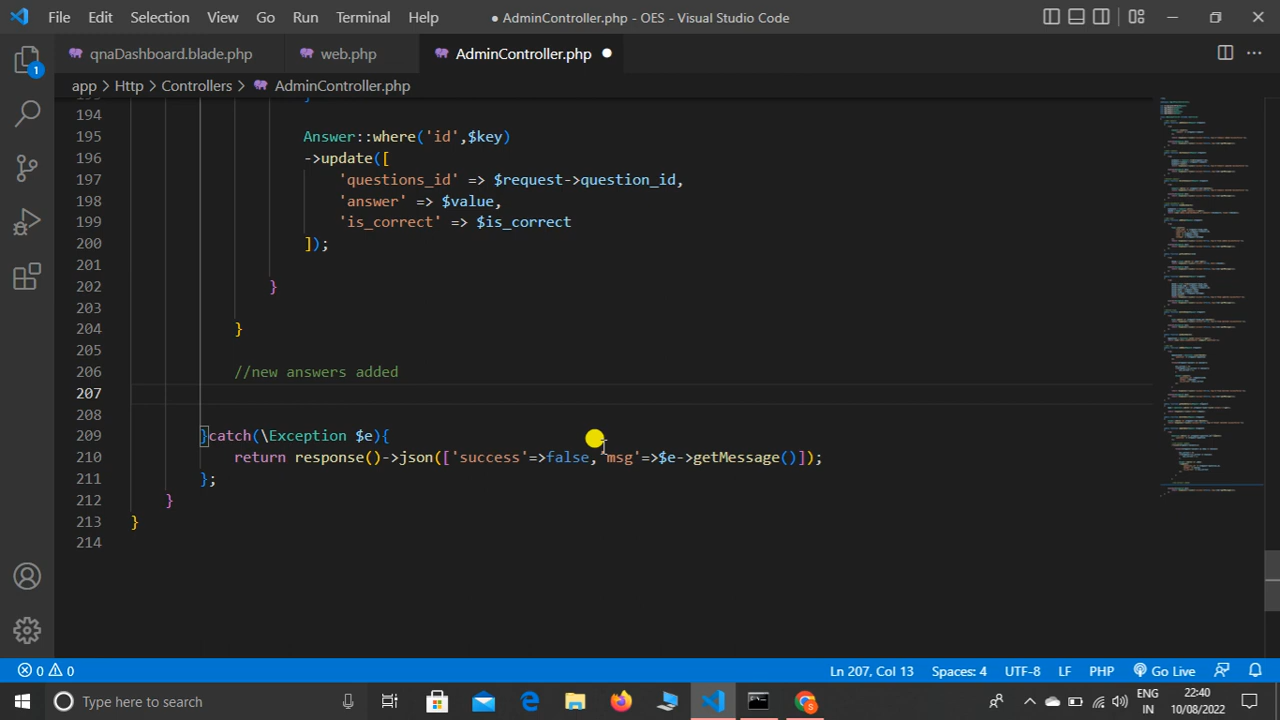 File Edit Selection View Go Run Terminal Help ● AdminController.php - OES - Visual Studio Code
qnaDashboard.blade.php web.php AdminController.php ●
app > Http > Controllers > AdminController.php
1
194 }
195 Answer::where('id',$key)
196 ->update([
197 'questions_id' => $request->question_id,
198 'answer' => $value,
199 'is_correct' => $is_correct
200 ]);
201
202 }
203
204 }
205
206 //new answers added
207
208
209 }catch(\Exception $e){
210 return response()->json(['success'=>false,'msg'=>$e->getMessage()]);
211 };
212 }
213 }
214
0 0 Ln 207, Col 13 Spaces: 4 UTF-8 LF PHP Go Live
Type here to search ENG 22:40
IN 10/08/2022